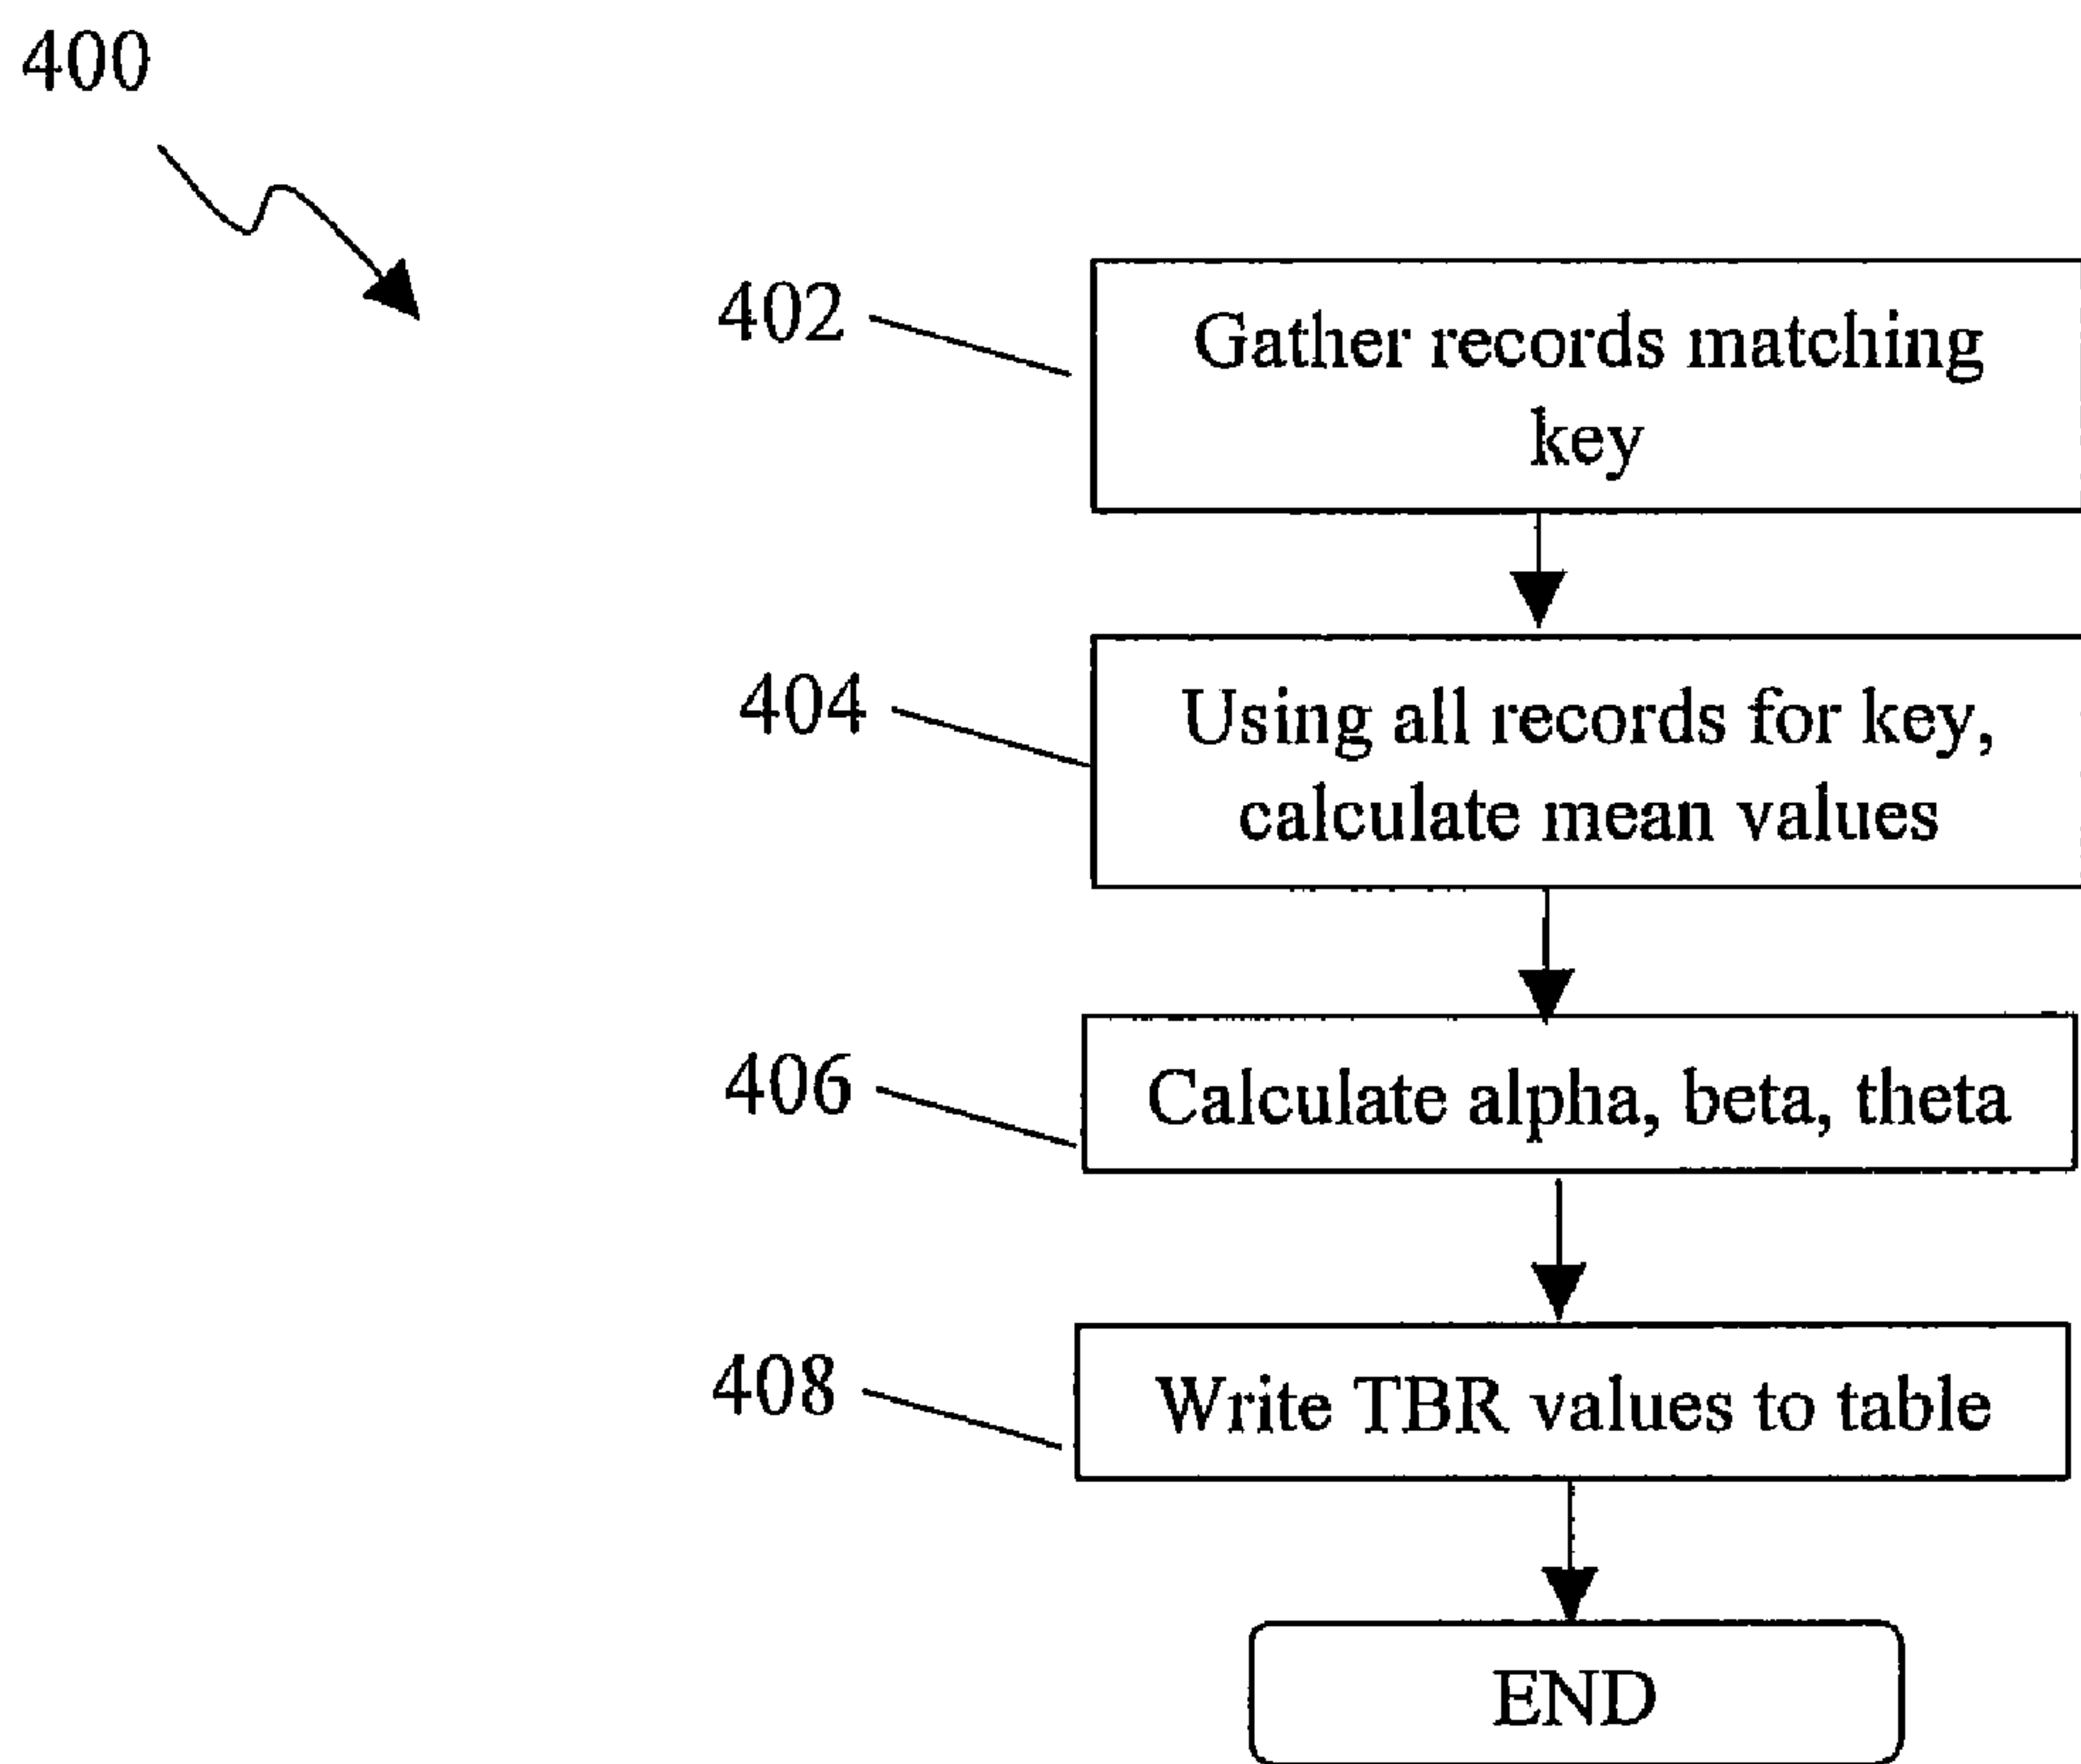 400
402
Gather records matching
key
404
Using all records for key,
calculate mean values
406
Calculate alpha, beta, theta
408
Write TBR values to table
END